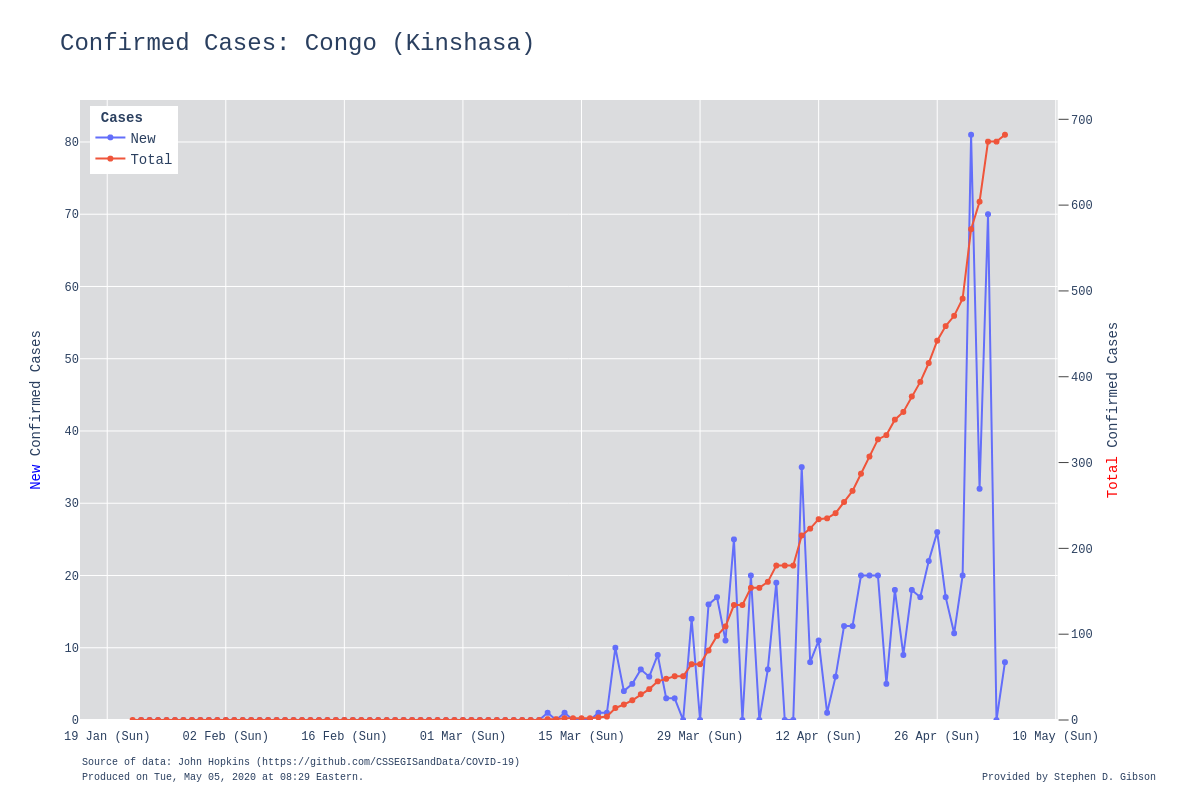 Confirmed Cases: Congo (Kinshasa)
Cases
New
Total
80
70
60
50
40
30
20
10
0
700
600
500
400
300
200
100
0
New Confirmed Cases
Total Confirmed Cases
19 Jan (Sun) 02 Feb (Sun) 16 Feb (Sun) 01 Mar (Sun) 15 Mar (Sun) 29 Mar (Sun) 12 Apr (Sun) 26 Apr (Sun) 10 May (Sun)
Source of data: John Hopkins (https://github.com/CSSEGISandData/COVID-19)
Produced on Tue, May 05, 2020 at 08:29 Eastern.
Provided by Stephen D. Gibson